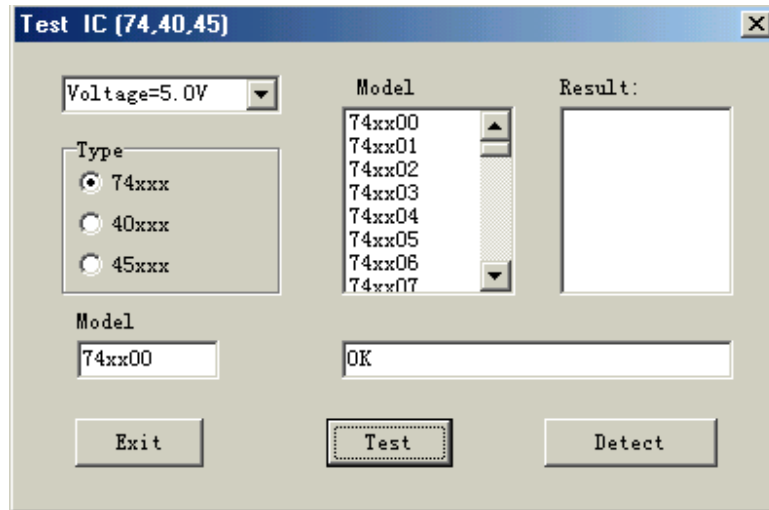 Test IC (74,40,45)
Voltage=5.0V
Type
74xxx
40xxx
45xxx
Model
74xx00
Model
74xx00
74xx01
74xx02
74xx03
74xx04
74xx05
74xx06
74xx07
Result:
OK
Exit
Test
Detect